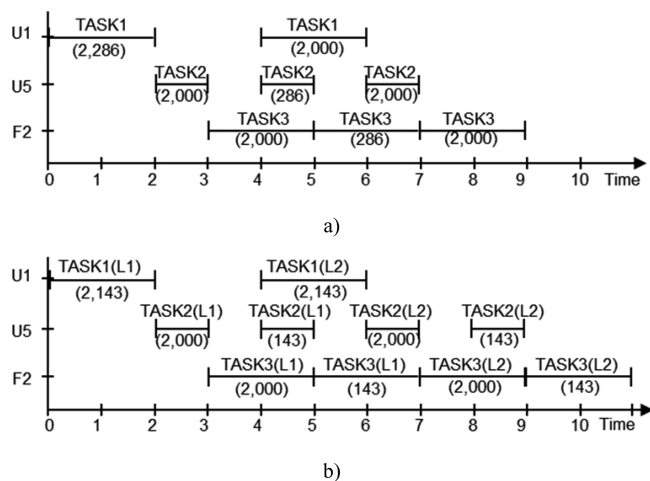 TASK1 TASK1
U1
(2,286) (2,000)
TASK2 TASK2 TASK2
U5
(2,000) (286) (2,000)
TASK3 TASK3 TASK3
F2
(2,000) (286) (2,000)
0 1 2 3 4 5 6 7 8 9 10 Time
a)
TASK1(L1) TASK1(L2)
U1
(2,143) (2,143)
TASK2(L1) TASK2(L1) TASK2(L2) TASK2(L2)
U5
(2,000) (143) (2,000) (143)
TASK3(L1) TASK3(L1) TASK3(L2) TASK3(L2)
F2
(2,000) (143) (2,000) (143)
0 1 2 3 4 5 6 7 8 9 10 Time
b)